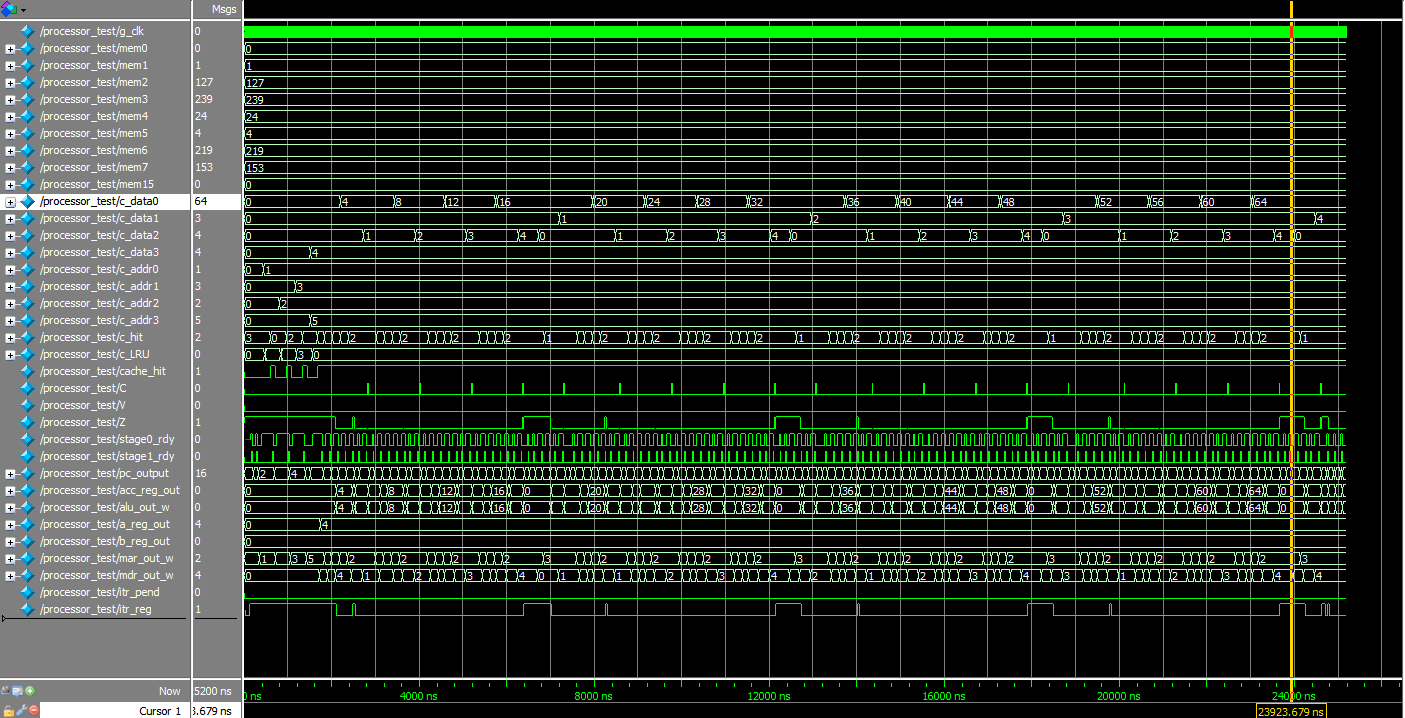 Msgs
/processor_test/g_clk 0
/processor_test/mem0 0 0
/processor_test/mem1 1 1
/processor_test/mem2 127 127
/processor_test/mem3 239 239
/processor_test/mem4 24 24
/processor_test/mem5 4 4
/processor_test/mem6 219 219
/processor_test/mem7 153 153
/processor_test/mem15 0 0
/processor_test/c_data0 64 0 4 8 12 16 20 24 28 32 36 40 44 48 52 56 60 64
/processor_test/c_data1 3 0 1 2 3 4
/processor_test/c_data2 4 0 1 2 3 4 0 1 2 3 4 0 1 2 3 4 0 1 2 3 4 0
/processor_test/c_data3 4 0 4
/processor_test/c_addr0 1 0 1
/processor_test/c_addr1 3 0 3
/processor_test/c_addr2 2 0 2
/processor_test/c_addr3 5 0 5
/processor_test/c_hit 2 3 0 2 2 2 2 2 1 2 2 2 2 1 2 2 2 2 1 2 2 2 2 1
/processor_test/c_LRU 0 0 3 0
/processor_test/cache_hit 1
/processor_test/C 0
/processor_test/V 0
/processor_test/Z 1
/processor_test/stage0_rdy 0
/processor_test/stage1_rdy 0
/processor_test/pc_output 16 0 2 4
/processor_test/acc_reg_out 0 0 4 8 12 16 0 20 28 32 0 36 44 48 0 52 60 64 0
/processor_test/alu_out_w 0 0 4 8 12 16 0 20 28 32 0 36 44 48 0 52 60 64 0
/processor_test/a_reg_out 4 0 4
/processor_test/b_reg_out 0 0
/processor_test/mar_out_w 2 0 1 3 5 2 2 2 2 3 2 2 2 2 3 2 2 2 2 3 2 2 2 2 3
/processor_test/mdr_out_w 4 0 4 1 2 3 4 0 1 1 2 3 4 2 1 2 3 4 3 1 2 3 4 4
/processor_test/itr_pend 0
/processor_test/itr_reg 1
Now 5200 ns 0 ns 4000 ns 8000 ns 12000 ns 16000 ns 20000 ns 24000 ns
Cursor 1 3.679 ns 23923.679 ns